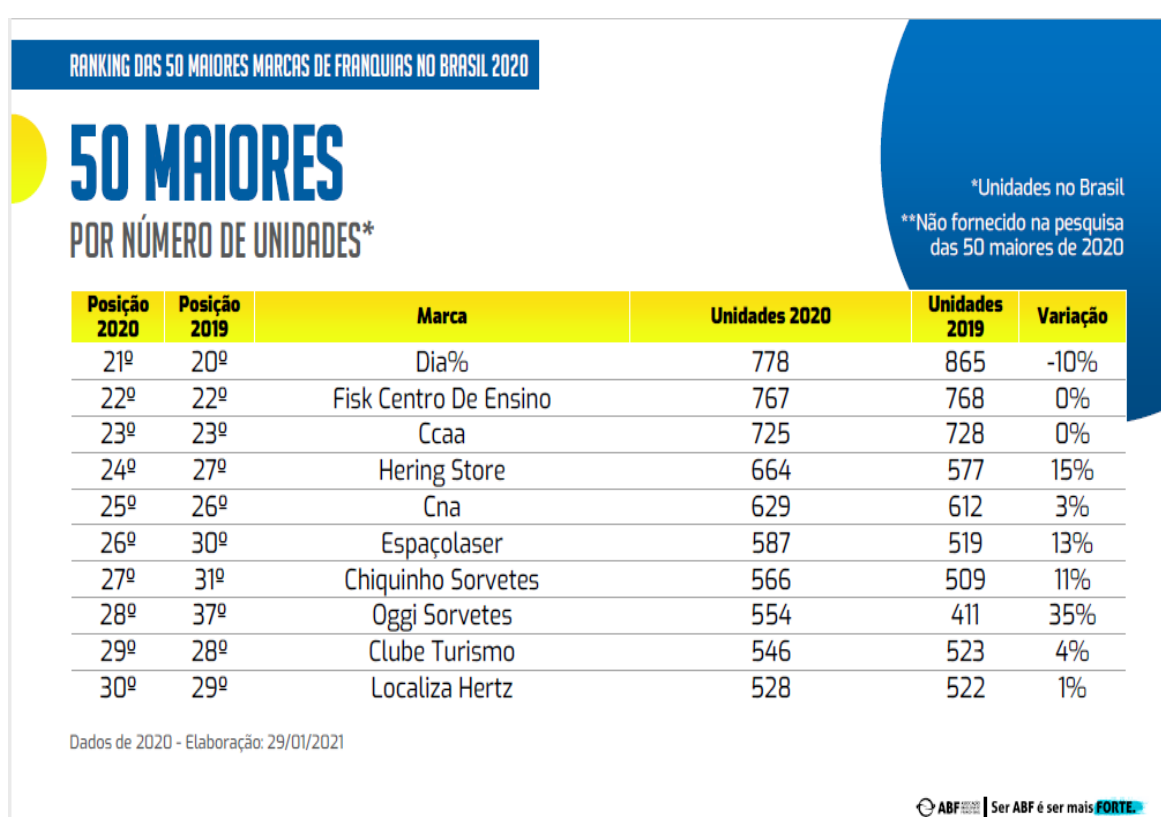 RANKING DAS 50 MAIORES MARCAS DE FRANQUIAS NO BRASIL 2020
50 MAIORES
POR NÚMERO DE UNIDADES*
*Unidades no Brasil
**Não fornecido na pesquisa
das 50 maiores de 2020
Posição 2020 Posição 2019 Marca Unidades 2020 Unidades 2019 Variação
21º 20º Dia% 778 865 -10%
22º 22º Fisk Centro De Ensino 767 768 0%
23º 23º Ccaa 725 728 0%
24º 27º Hering Store 664 577 15%
25º 26º Cna 629 612 3%
26º 30º Espaçolaser 587 519 13%
27º 31º Chiquinho Sorvetes 566 509 11%
28º 37º Oggi Sorvetes 554 411 35%
29º 28º Clube Turismo 546 523 4%
30º 29º Localiza Hertz 528 522 1%
Dados de 2020 - Elaboração: 29/01/2021
ABF Ser ABF é ser mais FORTE.